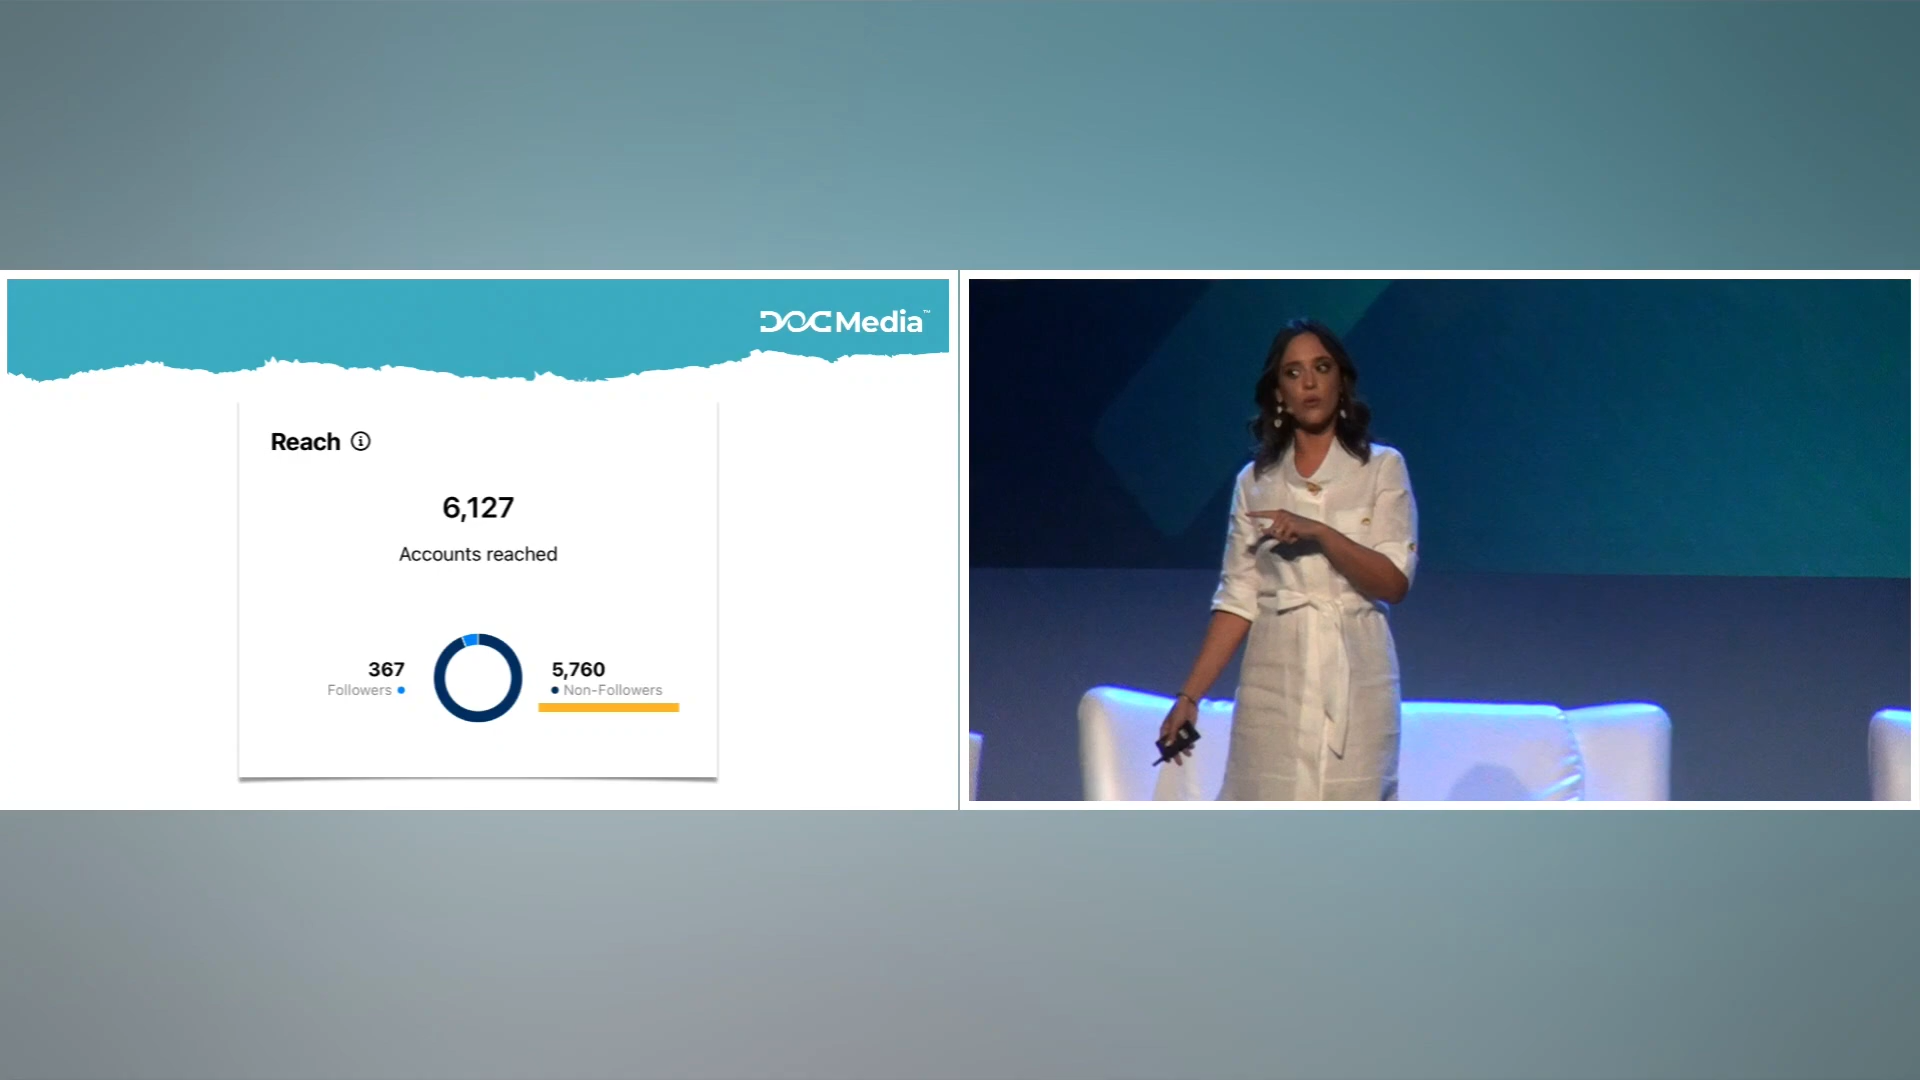 DOC Media™
Reach
6,127
Accounts reached
367
Followers
5,760
Non-Followers